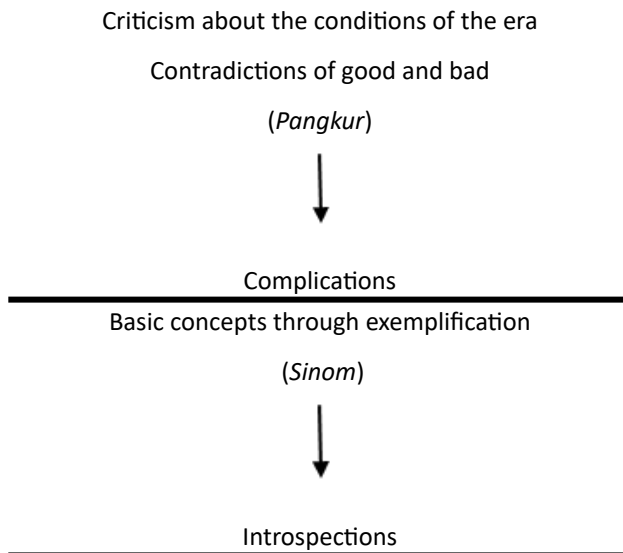 Criticism about the conditions of the era
Contradictions of good and bad
(Pangkur)
Complications
Basic concepts through exemplification
(Sinom)
Introspections